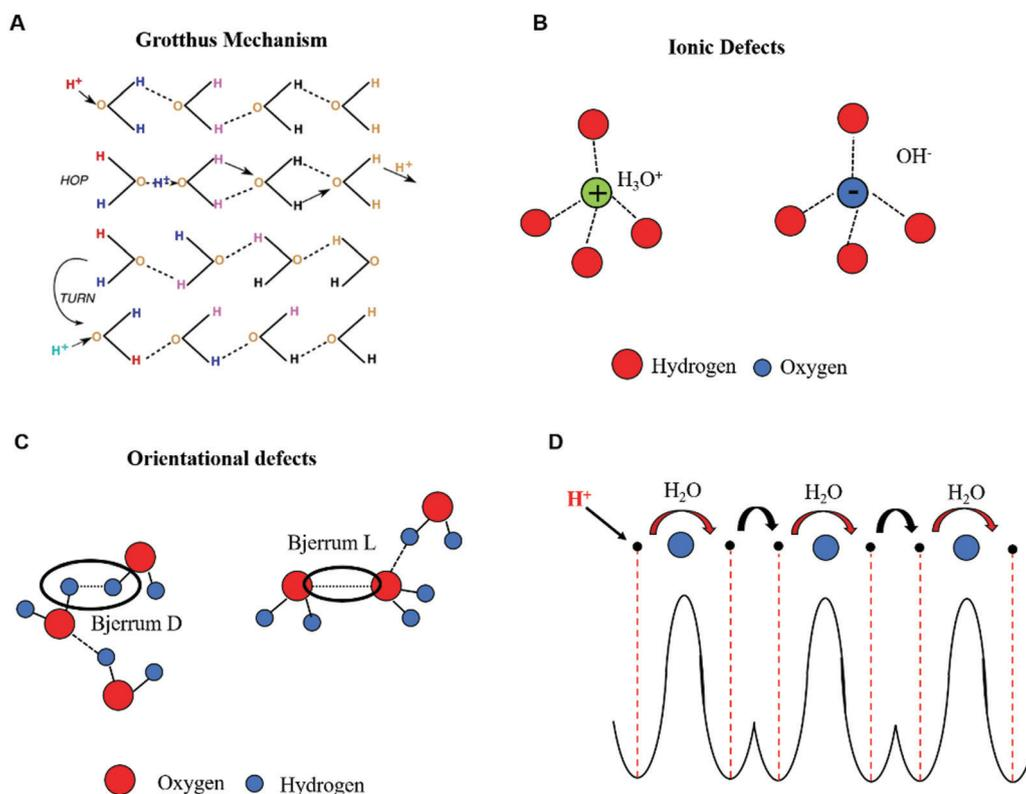 A
Grotthus Mechanism
H⁺ H H H H
O O O O
H H H H
HOP H H H H H⁺
O H⁺ O O O
H H H H
H H H H
O O O O
H H H H
TURN
H H H H
O O O O
H⁺ H H H H
B
Ionic Defects
H₃O⁺
+
OH⁻
-
Hydrogen Oxygen
C
Orientational defects
Bjerrum D
Bjerrum L
Oxygen Hydrogen
D
H⁺
H₂O H₂O H₂O